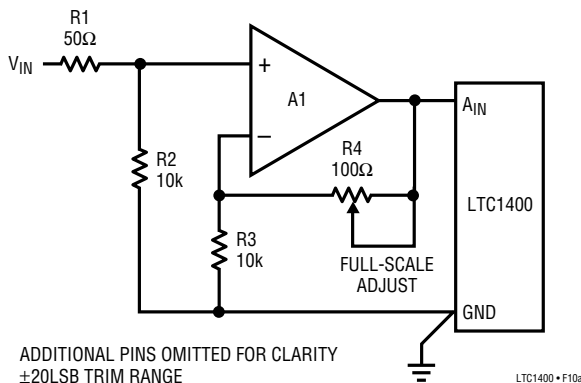 R1
50Ω
VIN
+
A1
−
AIN
R2
10k
R4
100Ω
LTC1400
R3
10k
FULL-SCALE
ADJUST
GND
ADDITIONAL PINS OMITTED FOR CLARITY
±20LSB TRIM RANGE
LTC1400 • F10a